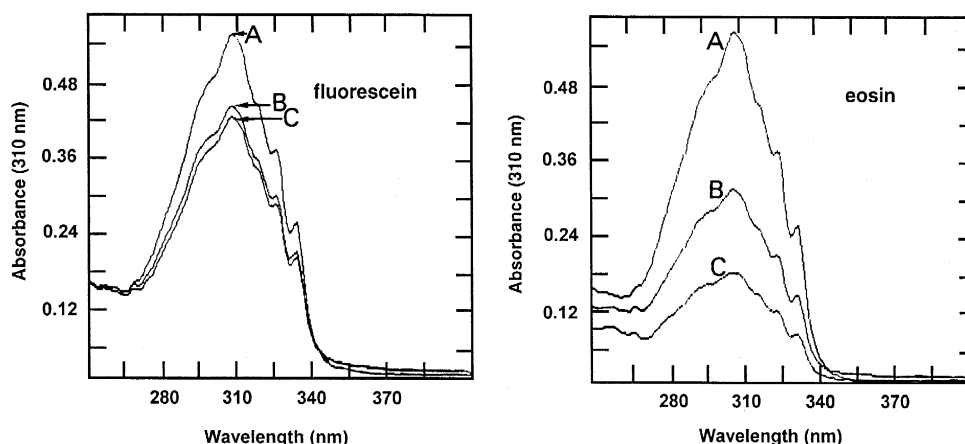 Absorbance (310 nm)
0.48
0.36
0.24
0.12
A
fluorescein
B
C
280 310 340 370
Wavelength (nm)
Absorbance (310 nm)
0.48
0.36
0.24
0.12
A
eosin
B
C
280 310 340 370
Wavelength (nm)